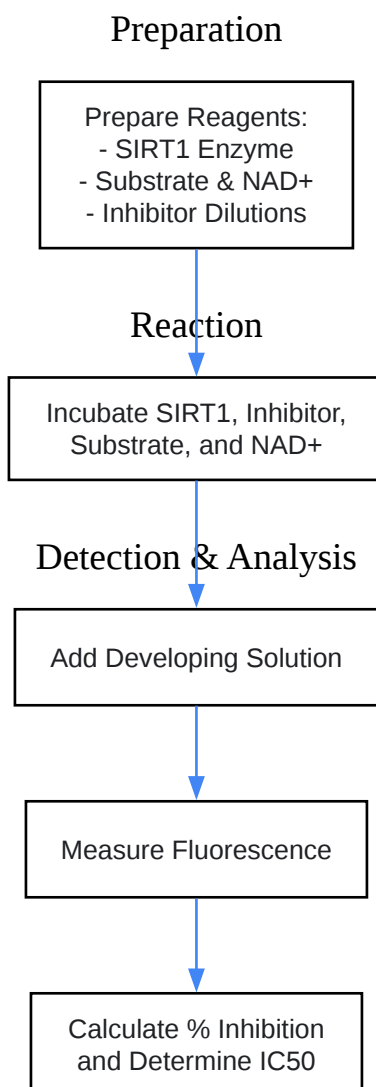 Preparation
Prepare Reagents:
- SIRT1 Enzyme
- Substrate & NAD+
- Inhibitor Dilutions
Reaction
Incubate SIRT1, Inhibitor,
Substrate, and NAD+
Detection & Analysis
Add Developing Solution
Measure Fluorescence
Calculate % Inhibition
and Determine IC50